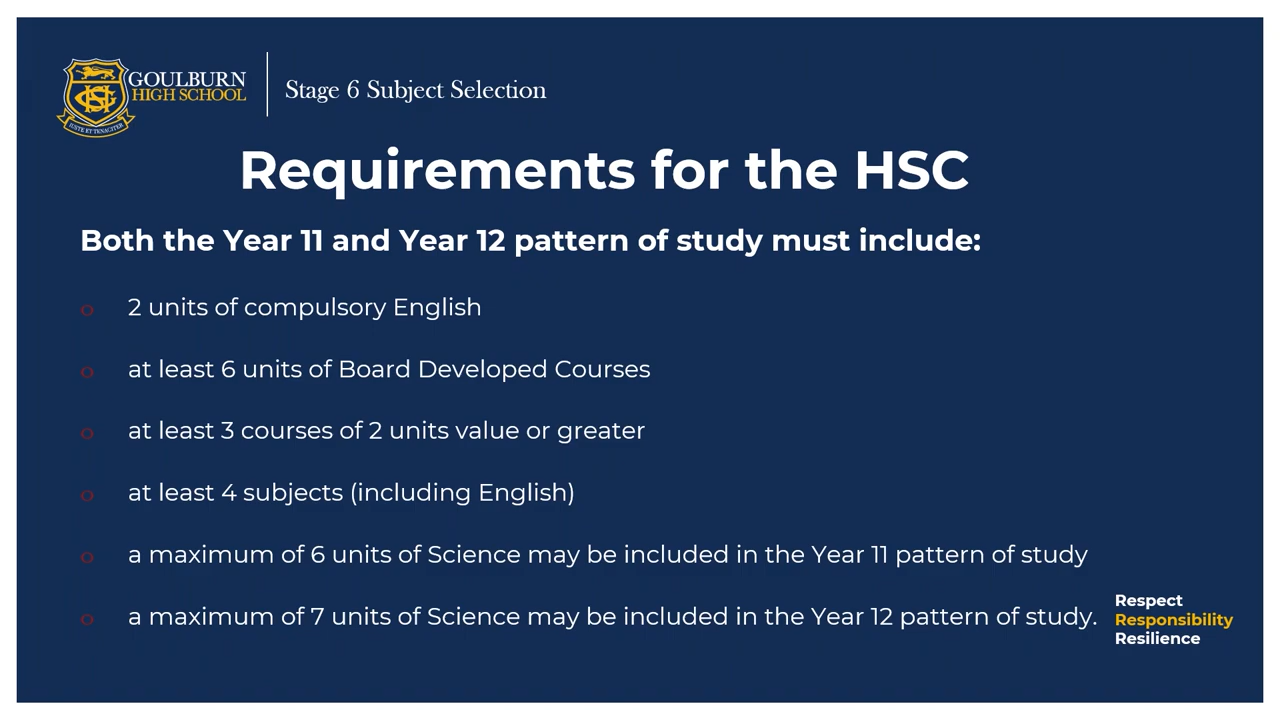 GOULBURN
HIGH SCHOOL
JUSTE ET TENACITER
Stage 6 Subject Selection
Requirements for the HSC
Both the Year 11 and Year 12 pattern of study must include:
o 2 units of compulsory English
o at least 6 units of Board Developed Courses
o at least 3 courses of 2 units value or greater
o at least 4 subjects (including English)
o a maximum of 6 units of Science may be included in the Year 11 pattern of study
o a maximum of 7 units of Science may be included in the Year 12 pattern of study.
Respect
Responsibility
Resilience